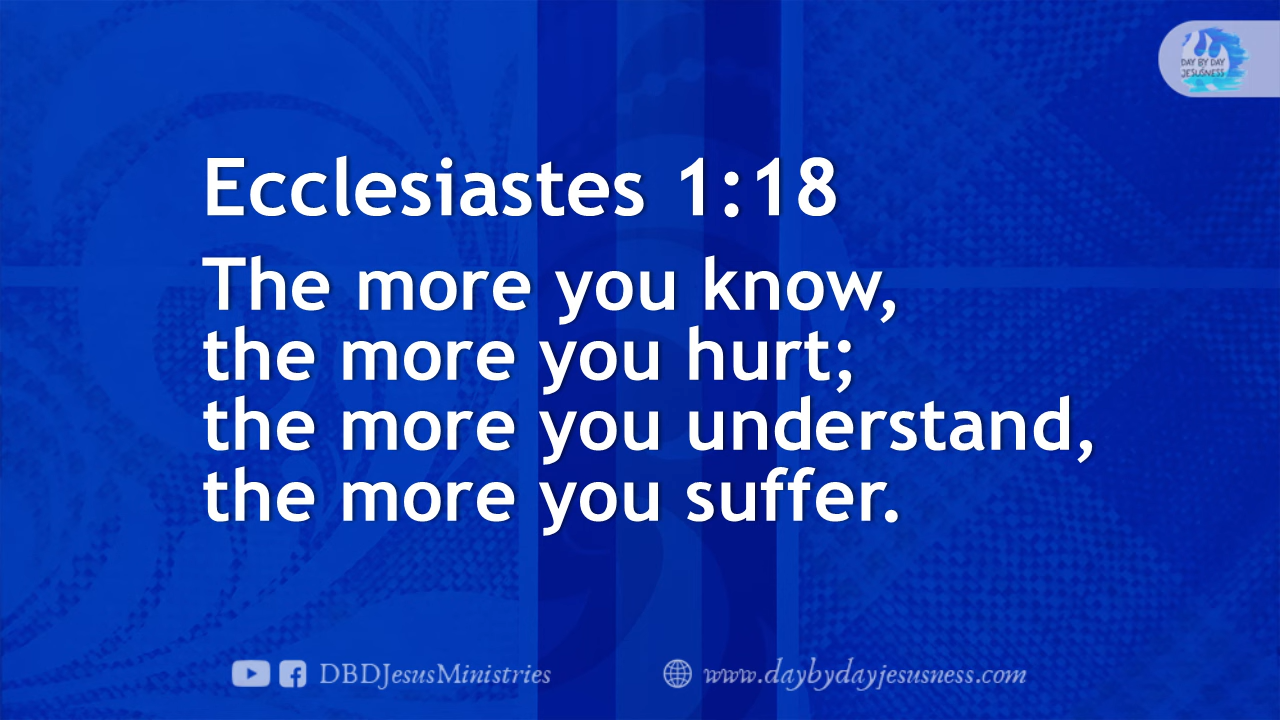 DAY BY DAY
JESUSNESS
Ecclesiastes 1:18
The more you know,
the more you hurt;
the more you understand,
the more you suffer.
DBDJesusMinistries
www.daybydayjesusness.com